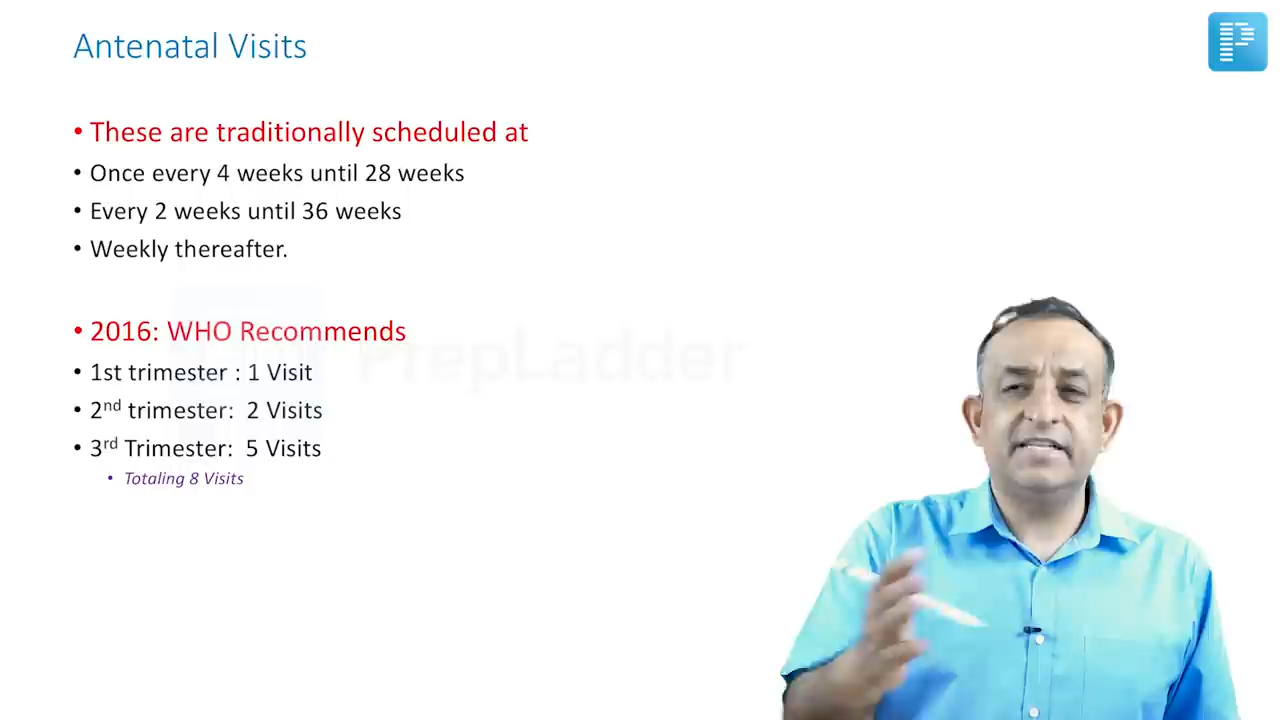 Antenatal Visits
• These are traditionally scheduled at
• Once every 4 weeks until 28 weeks
• Every 2 weeks until 36 weeks
• Weekly thereafter.
• 2016: WHO Recommends
• 1st trimester : 1 Visit
• 2nd trimester: 2 Visits
• 3rd Trimester: 5 Visits
• Totaling 8 Visits
PrepLadder